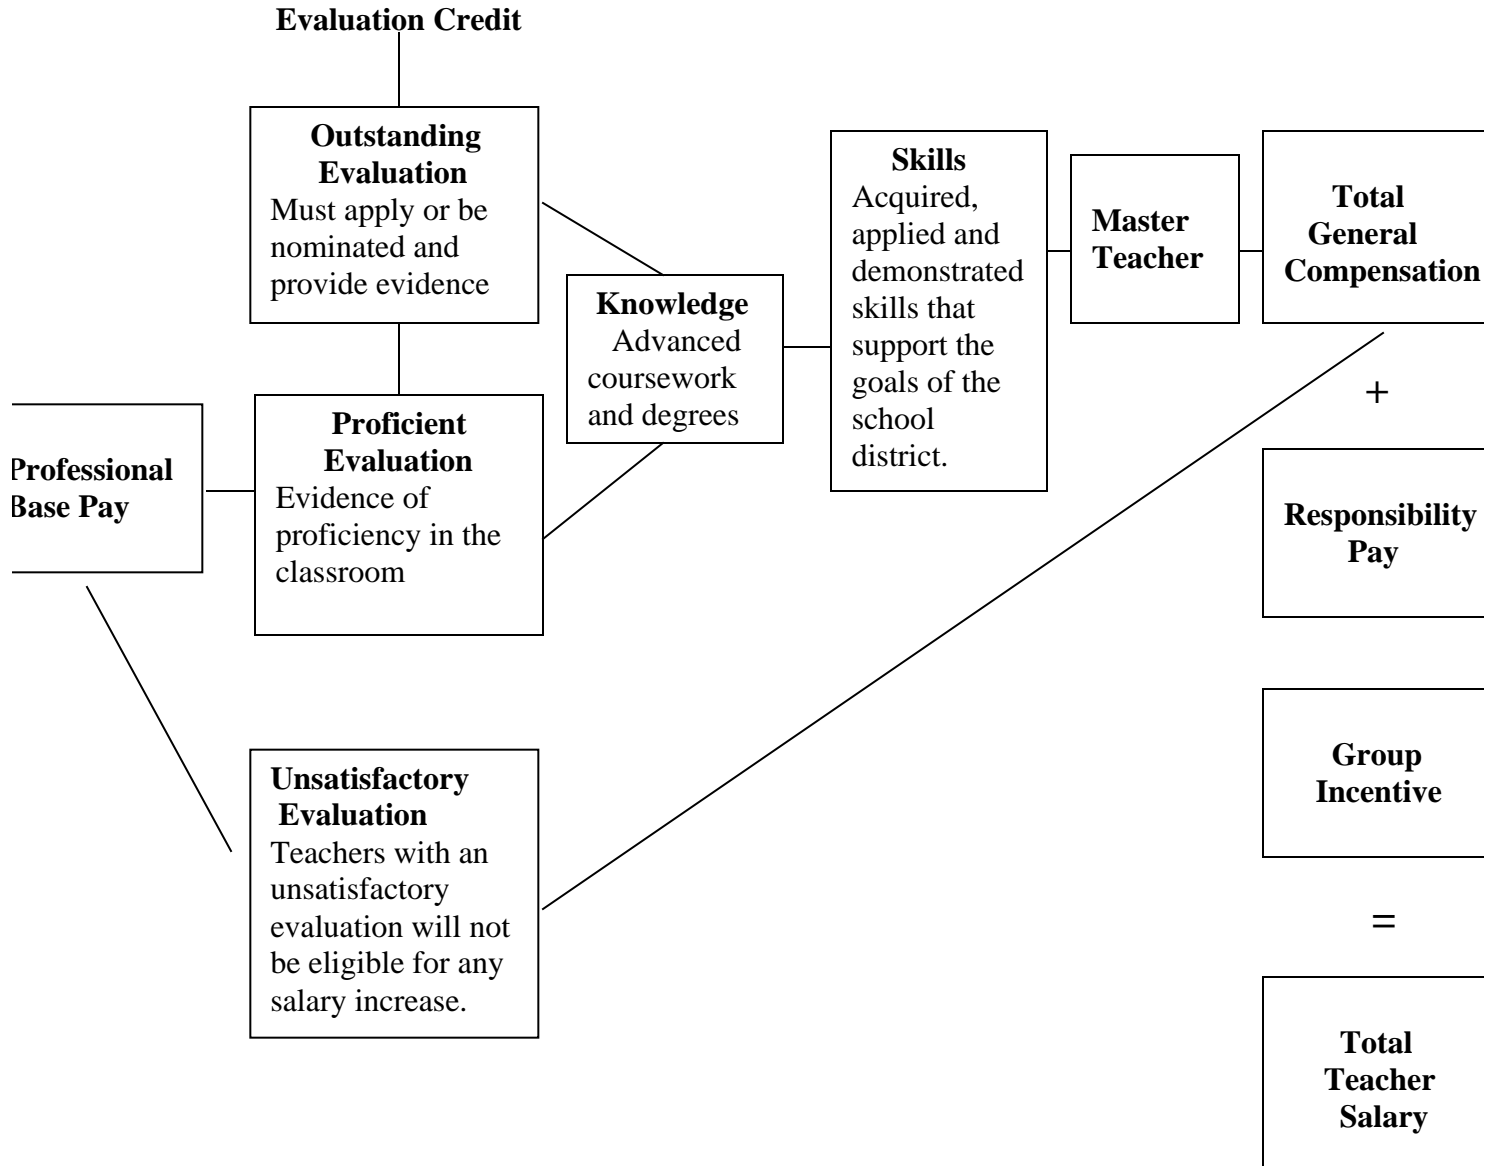 Evaluation Credit
Outstanding
Evaluation
Must apply or be
nominated and
provide evidence
Proficient
Evaluation
Evidence of
proficiency in the
classroom
Professional
Base Pay
Unsatisfactory
Evaluation
Teachers with an
unsatisfactory
evaluation will not
be eligible for any
salary increase.
Knowledge
Advanced
coursework
and degrees
Skills
Acquired,
applied and
demonstrated
skills that
support the
goals of the
school
district.
Master
Teacher
Total
General
Compensation
+
Responsibility
Pay
Group
Incentive
=
Total
Teacher
Salary